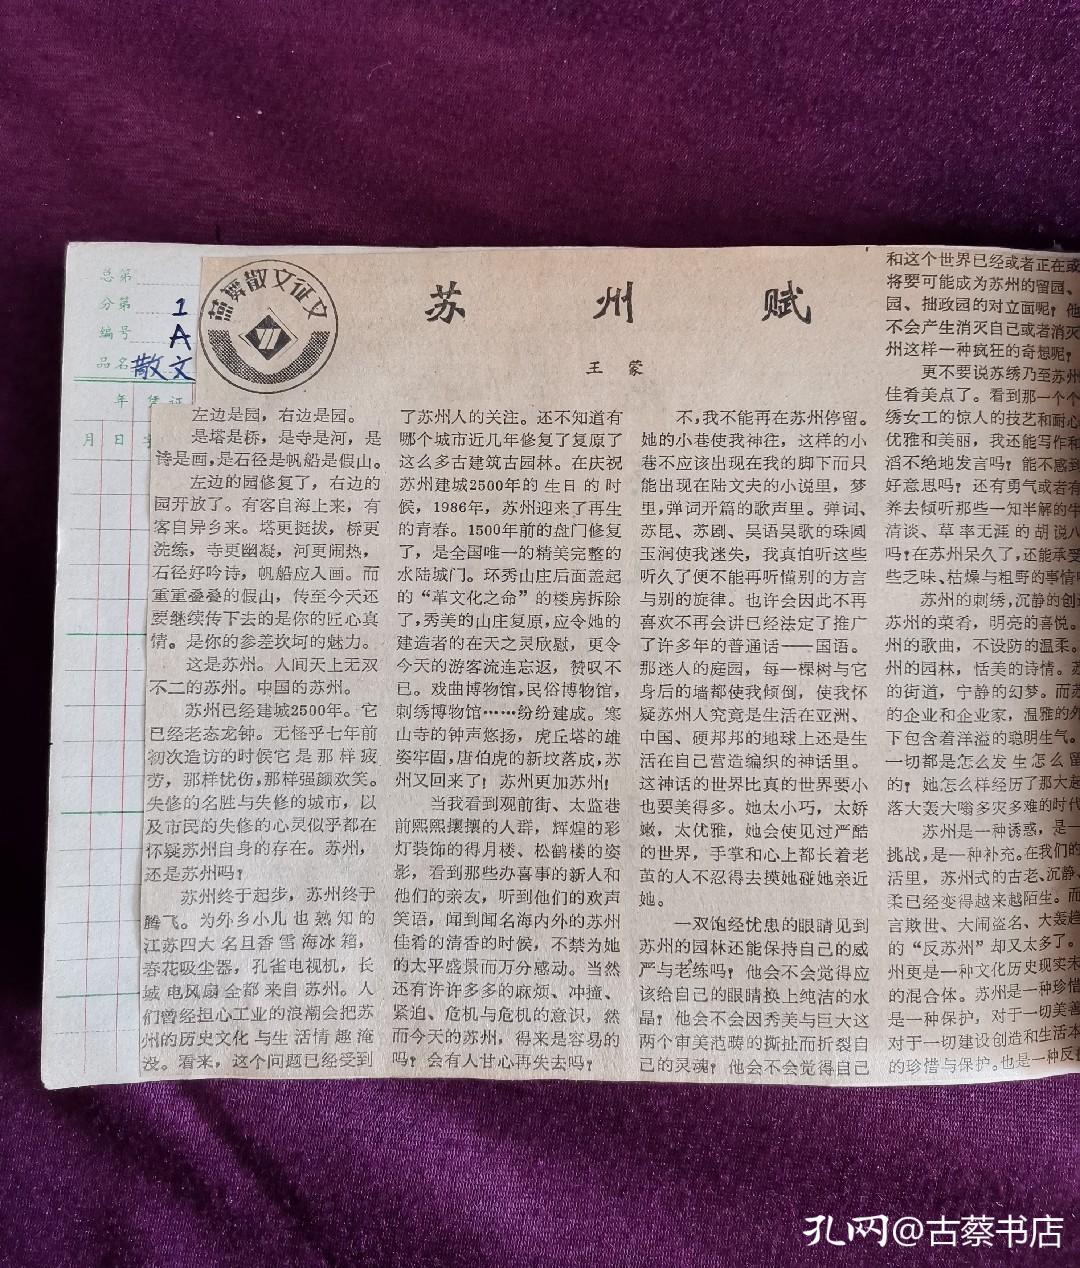 总第
分第 1
编号 A
品名 散文
年 凭证
月 日
燕舞散文征文
苏州赋
王蒙
左边是园，右边是园。
是塔是桥，是寺是河，是
诗是画，是石径是帆船是假山。
左边的园修复了，右边的
园开放了。有客自海上来，有
客自异乡来。塔更挺拔，桥更
洗练，寺更幽凝，河更闹热，
石径好吟诗，帆船应入画。而
重重叠叠的假山，传至今天还
要继续传下去的是你的匠心真
情。是你的参差坎坷的魅力。
这是苏州。人间天上无双
不二的苏州。中国的苏州。
苏州已经建城2500年。它
已经老态龙钟。无怪乎七年前
初次造访的时候它是那样疲
劳，那样忧伤，那样强颜欢笑。
失修的名胜与失修的城市，以
及市民的失修的心灵似乎都在
怀疑苏州自身的存在。苏州，
还是苏州吗？
苏州终于起步，苏州终于
腾飞。为外乡小儿也熟知的
江苏四大名旦香雪海冰箱，
春花吸尘器，孔雀电视机，长
城电风扇全都来自苏州。人
们曾经担心工业的浪潮会把苏
州的历史文化与生活情趣淹
没。看来，这个问题已经受到
了苏州人的关注。还不知道有
哪个城市近几年修复了复原了
这么多古建筑古园林。在庆祝
苏州建城2500年的生日的时
候，1986年，苏州迎来了再生
的青春。1500年前的盘门修复
了，是全国唯一的精美完整的
水陆城门。环秀山庄后面盖起
的“革文化之命”的楼房拆除
了，秀美的山庄复原，应令她的
建造者的在天之灵欣慰，更令
今天的游客流连忘返，赞叹不
已。戏曲博物馆，民俗博物馆，
刺绣博物馆……纷纷建成。寒
山寺的钟声悠扬，虎丘塔的雄
姿牢固，唐伯虎的新坟落成，苏
州又回来了！苏州更加苏州！
当我看到观前街、太监巷
前熙熙攘攘的人群，辉煌的彩
灯装饰的得月楼、松鹤楼的姿
影，看到那些办喜事的新人和
他们的亲友，听到他们的欢声
笑语，闻到闻名海内外的苏州
佳肴的清香的时候，不禁为她
的太平盛景而万分感动。当然
还有许许多多的麻烦、冲撞、
紧迫、危机与危机的意识，然
而今天的苏州，得来是容易的
吗？会有人甘心再失去吗？
不，我不能再在苏州停留。
她的小巷使我神往，这样的小
巷不应该出现在我的脚下而只
能出现在陆文夫的小说里，梦
里，弹词开篇的歌声里。弹词、
苏昆、苏剧、吴语吴歌的珠圆
玉润使我迷失，我真怕听这些
听久了便不能再听懂别的方言
与别的旋律。也许会因此不再
喜欢不再会讲已经法定了推广
了许多年的普通话——国语。
那迷人的庭园，每一棵树与它
身后的墙都使我倾倒，使我怀
疑苏州人究竟是生活在亚洲、
中国、硬邦邦的地球上还是生
活在自己营造编织的神话里。
这神话的世界比真的世界要小
也要美得多。她太小巧，太娇
嫩，太优雅，她会使见过严酷
的世界，手掌和心上都长着老
茧的人不忍得去摸她碰她亲近
她。
一双饱经忧患的眼睛见到
苏州的园林还能保持自己的威
严与老练吗？他会不会觉得应
该给自己的眼睛换上纯洁的水
晶？他会不会因秀美与巨大这
两个审美范畴的撕扯而折裂自
己的灵魂？他会不会觉得自己
和这个世界已经或者正在或
将要可能成为苏州的留园、
园、拙政园的对立面呢？他
不会产生消灭自己或者消灭
州这样一种疯狂的奇想呢？
更不要说苏绣乃至苏州
佳肴美点了。看到那一个个
绣女工的惊人的技艺和耐心
优雅和美丽，我还能写作和
滔不绝地发言吗？能不感到
好意思吗？还有勇气或者有
养去倾听那些一知半解的牛
清谈、草率无涯的胡说八
吗？在苏州呆久了，还能承受
些乏味、枯燥与粗野的事情吗
苏州的刺绣，沉静的创造
苏州的菜肴，明亮的喜悦。
州的歌曲，不设防的温柔。
州的园林，恬美的诗情。苏
的街道，宁静的幻梦。而苏
的企业和企业家，温雅的外
下包含着洋溢的聪明生气。
一切都是怎么发生怎么留
的？她怎么样经历了那大起
落大轰大嗡多灾多难的时代
苏州是一种诱惑，是一
挑战，是一种补充。在我们的
活里，苏州式的古老、沉静、
柔已经变得越来越陌生。而
言欺世、大闹盗名、大轰趋
的“反苏州”却又太多了。
州更是一种文化历史现实未
的混合体。苏州是一种珍惜
是一种保护，对于一切美善
对于一切建设创造和生活本
的珍惜与保护。也是一种反
孔网@古蔡书店